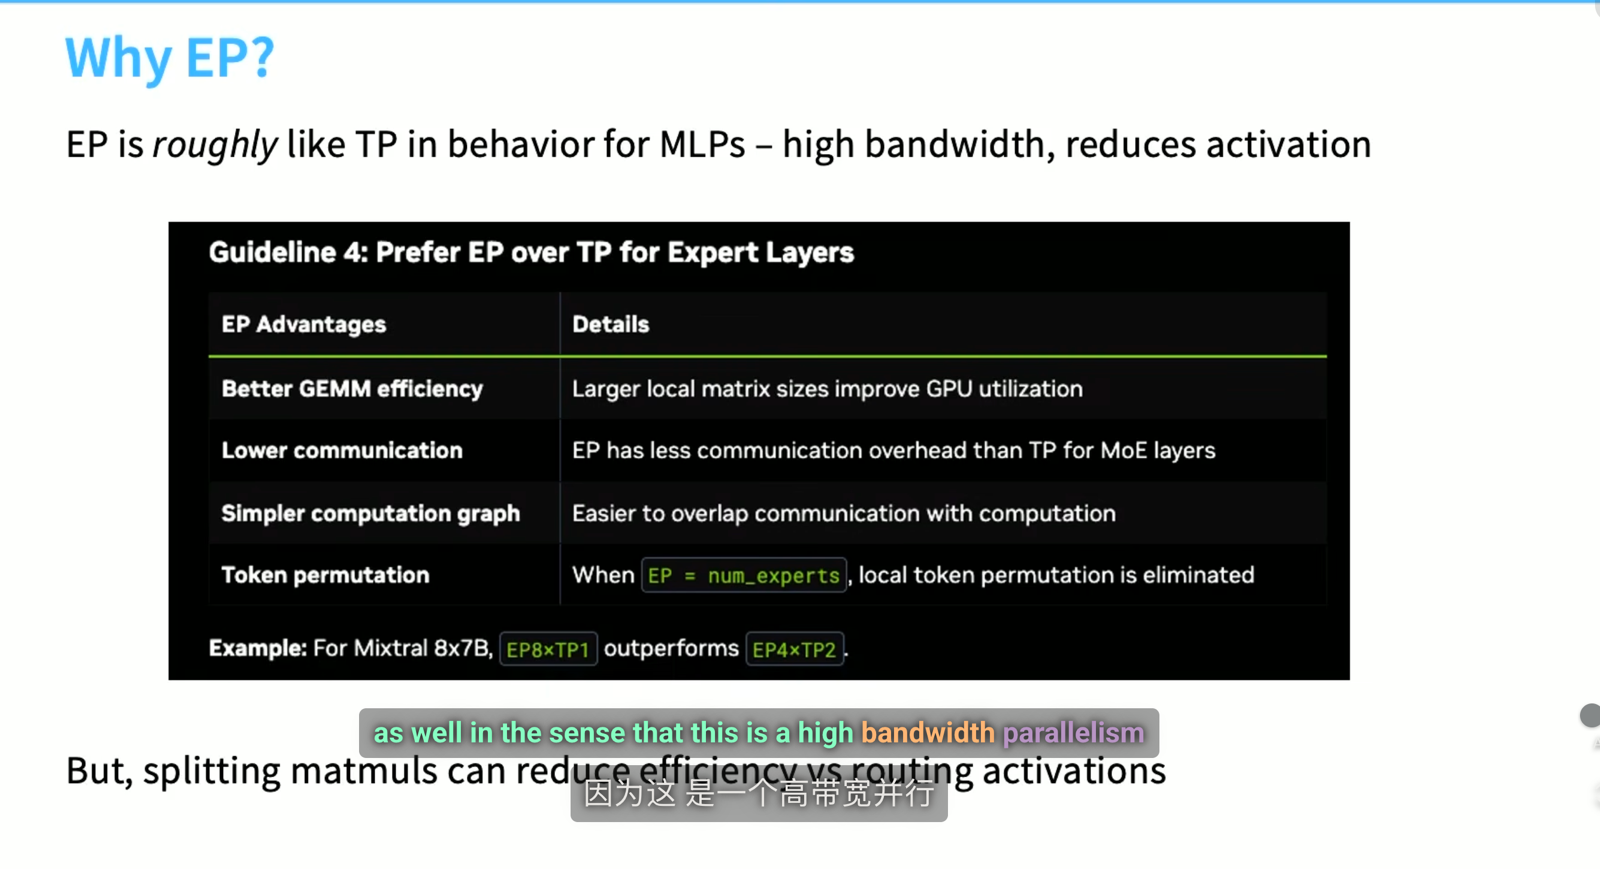 Why EP?
EP is roughly like TP in behavior for MLPs – high bandwidth, reduces activation
Guideline 4: Prefer EP over TP for Expert Layers
EP Advantages Details
Better GEMM efficiency Larger local matrix sizes improve GPU utilization
Lower communication EP has less communication overhead than TP for MoE layers
Simpler computation graph Easier to overlap communication with computation
Token permutation When EP = num_experts, local token permutation is eliminated
Example: For Mixtral 8x7B, EP8×TP1 outperforms EP4×TP2.
as well in the sense that this is a high bandwidth parallelism
But, splitting matmuls can reduce efficiency vs routing activations
因为这 是一个高带宽并行